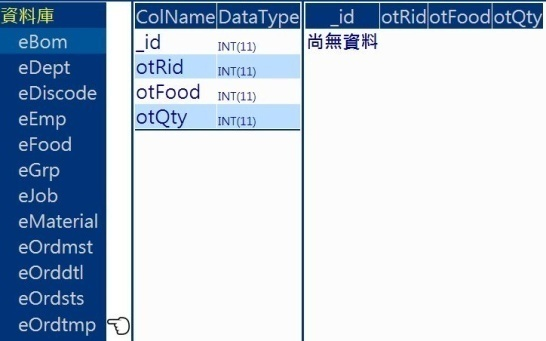 資料庫
eBom
eDept
eDiscode
eEmp
eFood
eGrp
eJob
eMaterial
eOrdmst
eOrddtl
eOrdsts
eOrdtmp
ColName DataType
_id INT(11)
otRid INT(11)
otFood INT(11)
otQty INT(11)
_id otRid otFood otQty
尚無資料